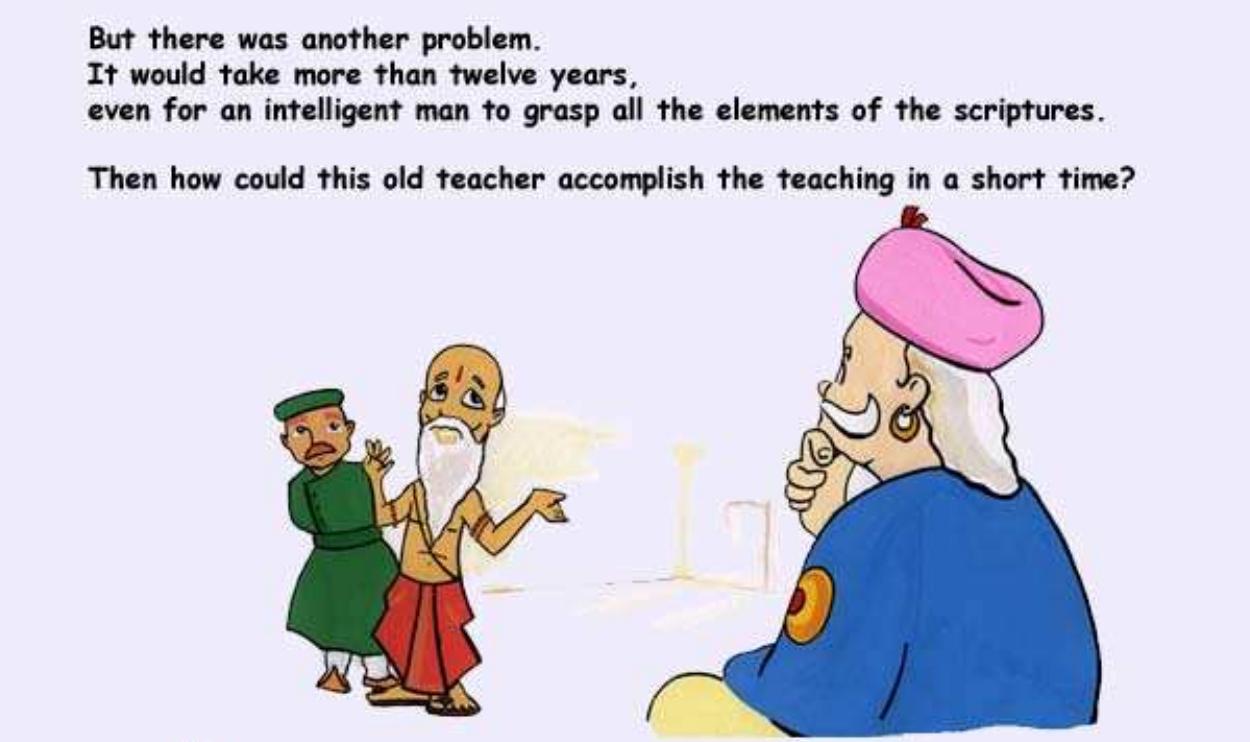 But there was another problem.
It would take more than twelve years,
even for an intelligent man to grasp all the elements of the scriptures.
Then how could this old teacher accomplish the teaching in a short time?